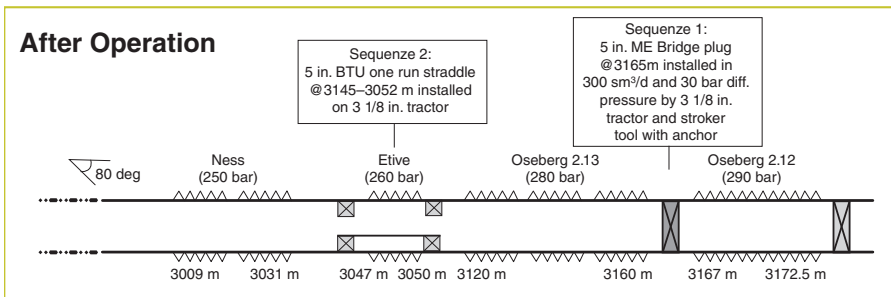 After Operation
Sequenze 2:
5 in. BTU one run straddle
@3145–3052 m installed
on 3 1/8 in. tractor
Sequenze 1:
5 in. ME Bridge plug
@3165m installed in
300 sm³/d and 30 bar diff.
pressure by 3 1/8 in.
tractor and stroker
tool with anchor
80 deg
Ness
(250 bar)
Etive
(260 bar)
Oseberg 2.13
(280 bar)
Oseberg 2.12
(290 bar)
3009 m 3031 m 3047 m 3050 m 3120 m 3160 m 3167 m 3172.5 m